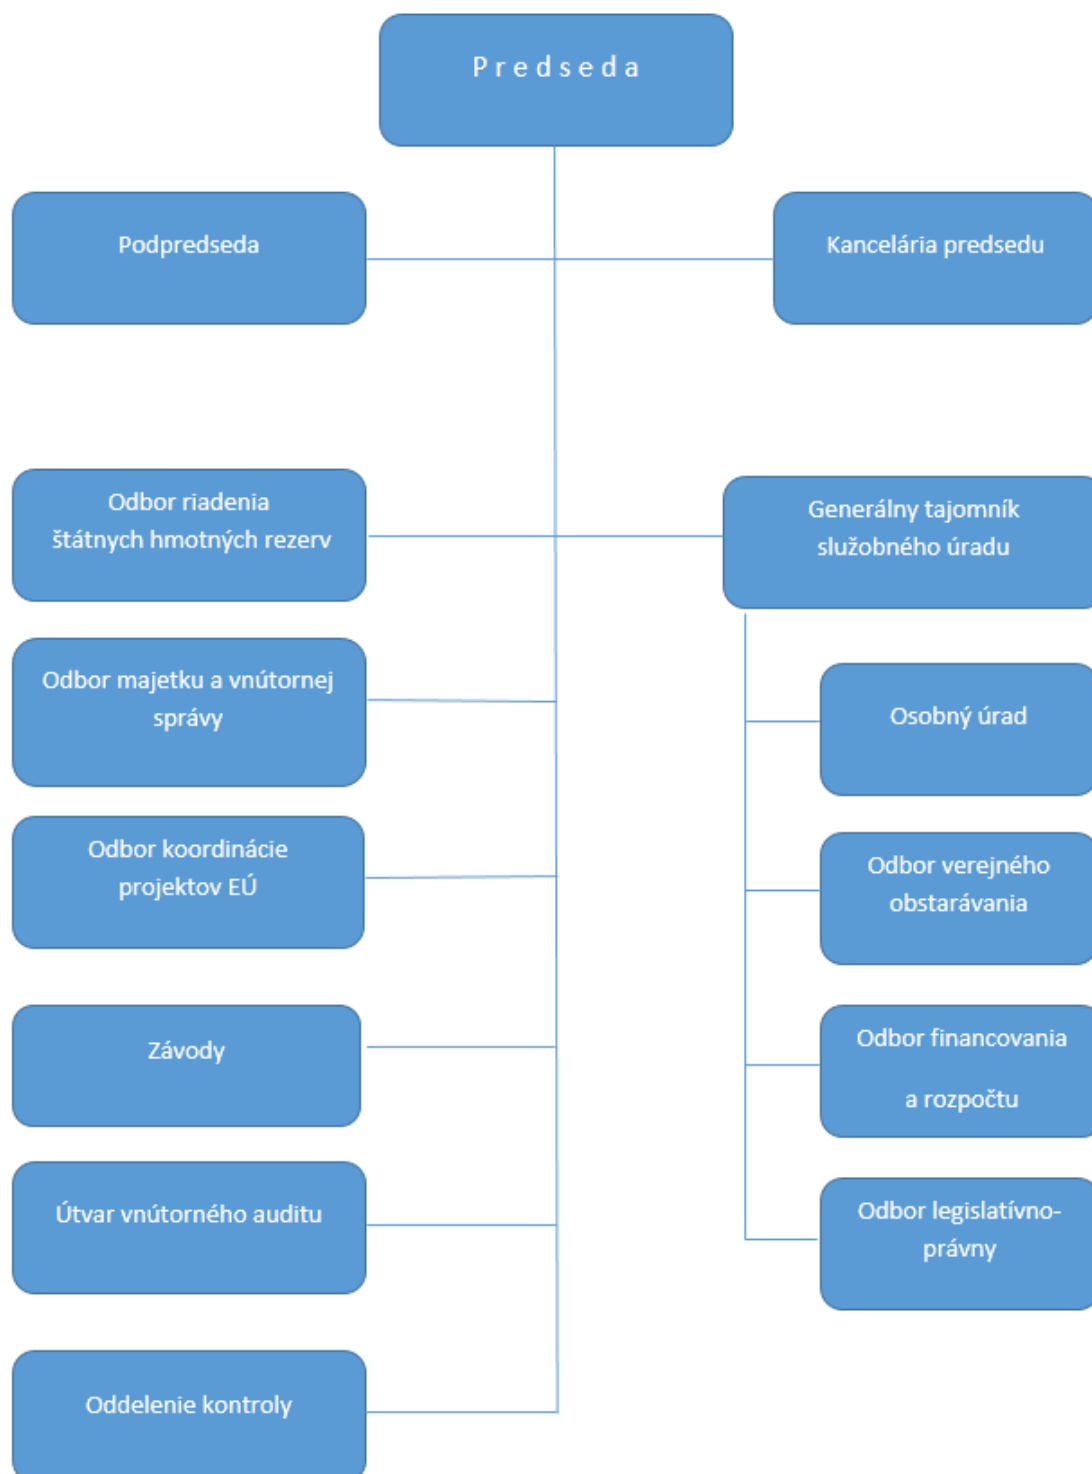 P r e d s e d a
Podpredseda
Kancelária predsedu
Odbor riadenia
štátnych hmotných rezerv
Generálny tajomník
služobného úradu
Odbor majetku a vnútornej
správy
Osobný úrad
Odbor koordinácie
projektov EÚ
Odbor verejného
obstarávania
Závody
Odbor financovania
a rozpočtu
Útvar vnútorného auditu
Odbor legislatívno-
právny
Oddelenie kontroly